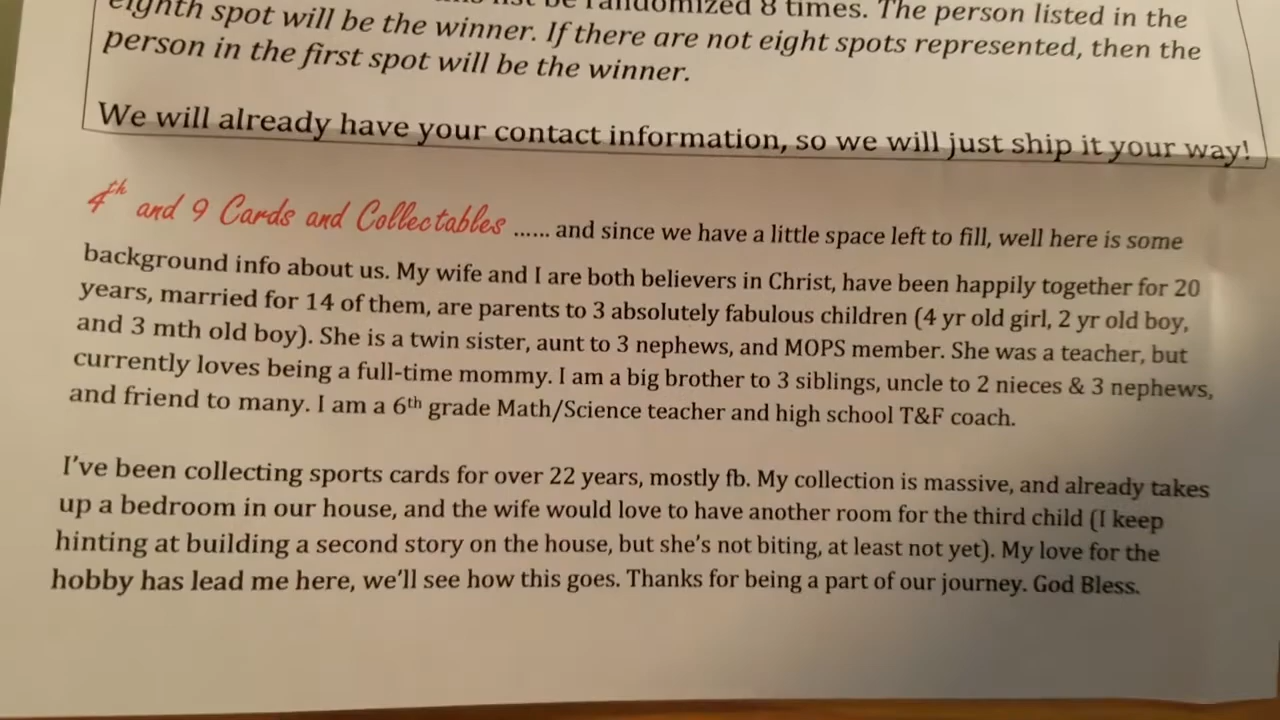 be randomized 8 times. The person listed in the
eighth spot will be the winner. If there are not eight spots represented, then the
person in the first spot will be the winner.
We will already have your contact information, so we will just ship it your way!
4th and 9 Cards and Collectables ...... and since we have a little space left to fill, well here is some
background info about us. My wife and I are both believers in Christ, have been happily together for 20
years, married for 14 of them, are parents to 3 absolutely fabulous children (4 yr old girl, 2 yr old boy,
and 3 mth old boy). She is a twin sister, aunt to 3 nephews, and MOPS member. She was a teacher, but
currently loves being a full-time mommy. I am a big brother to 3 siblings, uncle to 2 nieces & 3 nephews,
and friend to many. I am a 6th grade Math/Science teacher and high school T&F coach.
I've been collecting sports cards for over 22 years, mostly fb. My collection is massive, and already takes
up a bedroom in our house, and the wife would love to have another room for the third child (I keep
hinting at building a second story on the house, but she's not biting, at least not yet). My love for the
hobby has lead me here, we'll see how this goes. Thanks for being a part of our journey. God Bless.